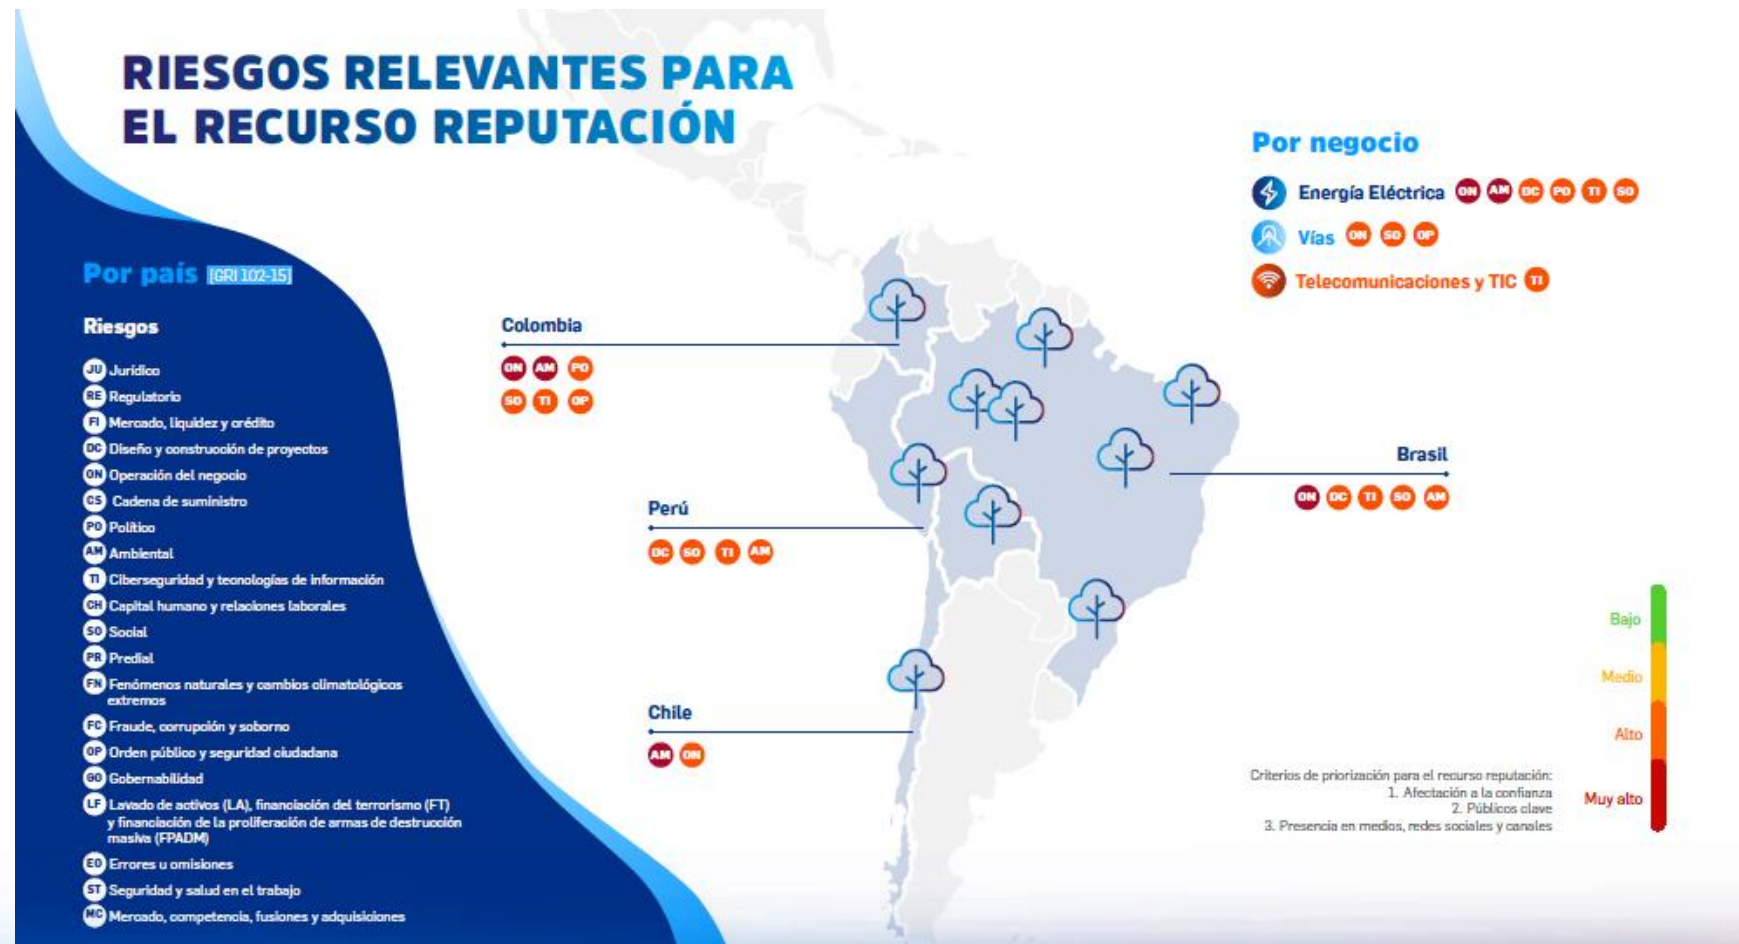 RIESGOS RELEVANTES PARA
EL RECURSO REPUTACIÓN
Por negocio
Energía Eléctrica ON AM DC PO TI SO
Vías ON SO OP
Telecomunicaciones y TIC TI
Por país [GRI 102-15]
Riesgos
JU Jurídico
RE Regulatorio
FI Mercado, liquidez y crédito
DC Diseño y construcción de proyectos
ON Operación del negocio
CS Cadena de suministro
PO Político
AM Ambiental
TI Ciberseguridad y tecnologías de información
CH Capital humano y relaciones laborales
SO Social
PR Predial
FN Fenómenos naturales y cambios climatológicos
extremos
FC Fraude, corrupción y soborno
OP Orden público y seguridad ciudadana
GO Gobernabilidad
LF Lavado de activos (LA), financiación del terrorismo (FT)
y financiación de la proliferación de armas de destrucción
masiva (FPADM)
EO Errores u omisiones
ST Seguridad y salud en el trabajo
MC Mercado, competencia, fusiones y adquisiciones
Colombia
ON AM PO
SO TI OP
Perú
DC SO TI AM
Chile
AM ON
Brasil
ON DC TI SO AM
Bajo
Medio
Alto
Muy alto
Criterios de priorización para el recurso reputación:
1. Afectación a la confianza
2. Públicos clave
3. Presencia en medios, redes sociales y canales